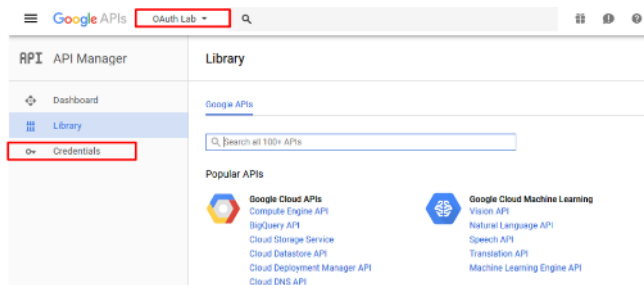 Google APIs OAuth Lab
API API Manager
Library
Dashboard
Library
Credentials
Google APIs
Search all 100+ APIs
Popular APIs
Google Cloud APIs
Compute Engine API
BigQuery API
Cloud Storage Service
Cloud Datastore API
Cloud Deployment Manager API
Cloud DNS API
Google Cloud Machine Learning
Vision API
Natural Language API
Speech API
Translation API
Machine Learning Engine API